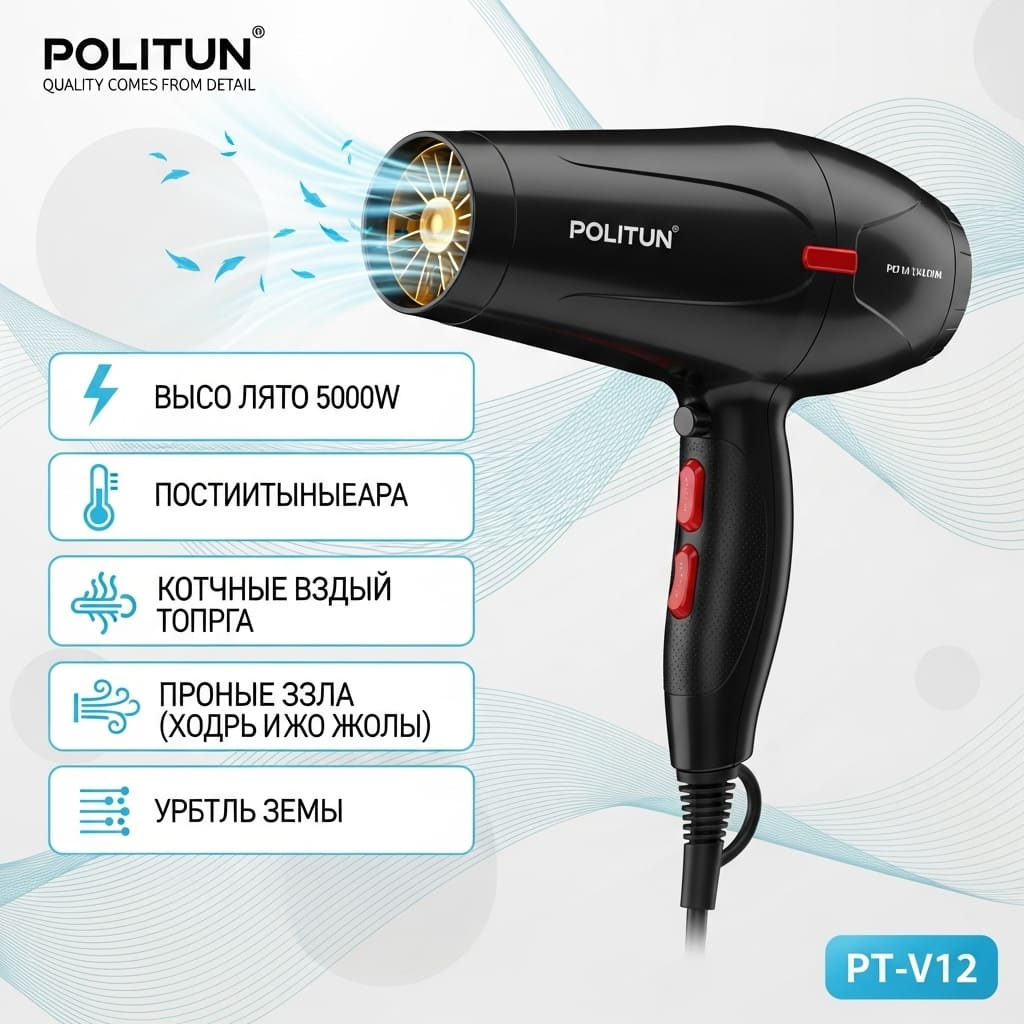 POLITUN®
QUALITY COMES FROM DETAIL
POLITUN®
ВЫСО ЛЯТО 5000W
ПОСТИИТЫНЫЕАРА
КОТЧНЫЕ ВЗДЫЙ
ТОПРГА
ПРОНЫЕ ЗЗЛА
(ХОДРЬ ИЖО ЖОЛЫ)
УРБТЛЬ ЗЕМЫ
PT-V12